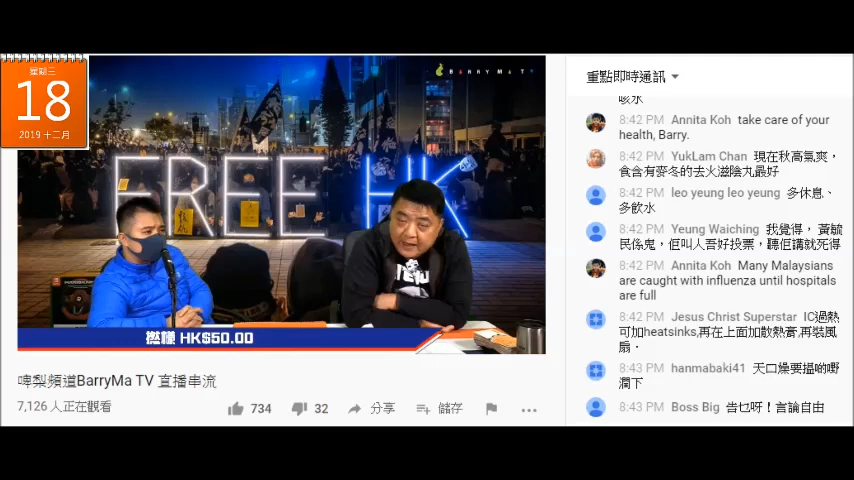 星期三
18
2019 十二月
BARRYMA TV
FREE HK
撚樣 HK$50.00
啤梨頻道BarryMa TV 直播串流
7,126 人正在觀看
734
32
分享
儲存
重點即時通訊
咳水
8:42 PM Annita Koh take care of your
health, Barry.
8:42 PM YukLam Chan 現在秋高氣爽，
食含有麥冬的去火滋陰丸最好
8:42 PM leo yeung leo yeung 多休息、
多飲水
8:42 PM Yeung Waiching 我覺得， 黃毓
民係鬼，佢叫人吾好投票，聽佢講就死得
8:42 PM Annita Koh Many Malaysians
are caught with influenza until hospitals
are full
8:42 PM Jesus Christ Superstar IC過熱
可加heatsinks,再在上面加散熱膏,再裝風
扇．
8:43 PM hanmabaki41 天口燥要搵啲嘢
潤下
8:43 PM Boss Big 吿乜呀！言論自由